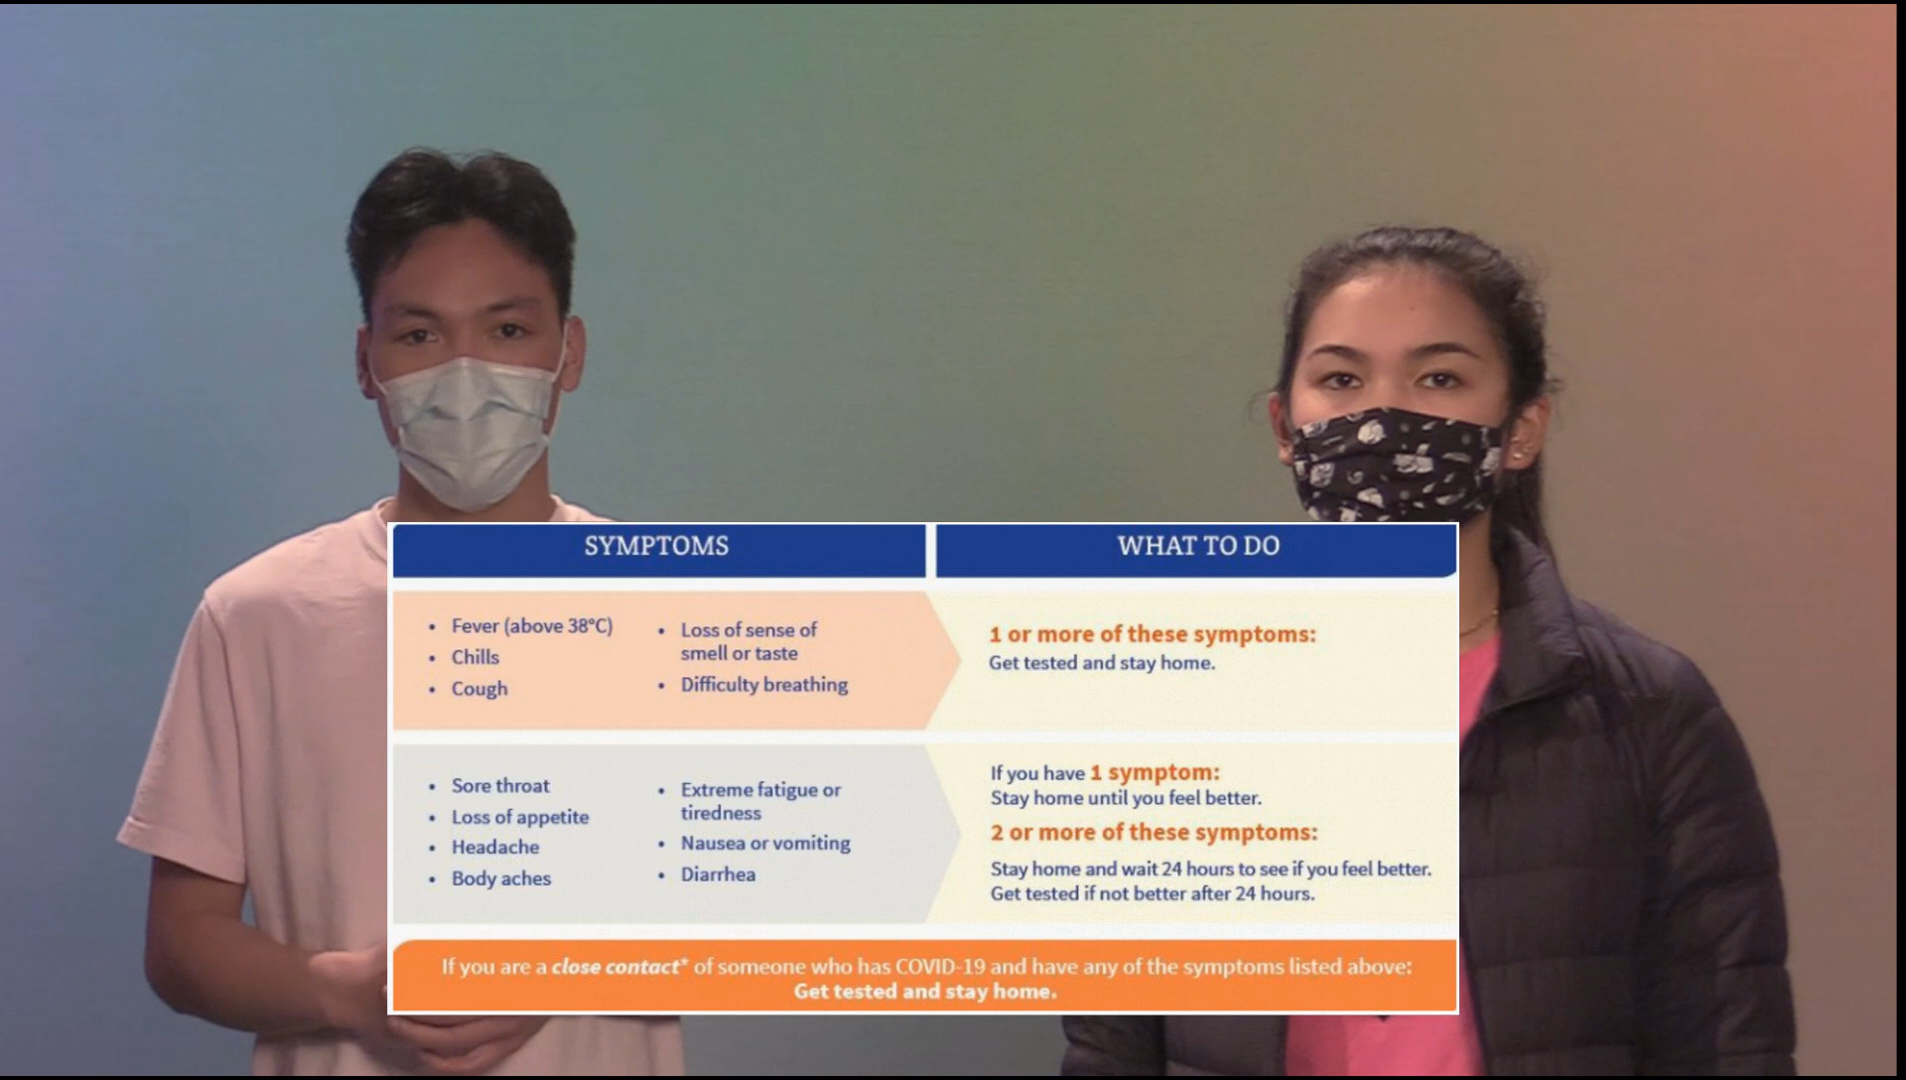 SYMPTOMS
WHAT TO DO
• Fever (above 38°C)
• Chills
• Cough
• Loss of sense of
smell or taste
• Difficulty breathing
1 or more of these symptoms:
Get tested and stay home.
• Sore throat
• Loss of appetite
• Headache
• Body aches
• Extreme fatigue or
tiredness
• Nausea or vomiting
• Diarrhea
If you have 1 symptom:
Stay home until you feel better.
2 or more of these symptoms:
Stay home and wait 24 hours to see if you feel better.
Get tested if not better after 24 hours.
If you are a close contact* of someone who has COVID-19 and have any of the symptoms listed above:
Get tested and stay home.